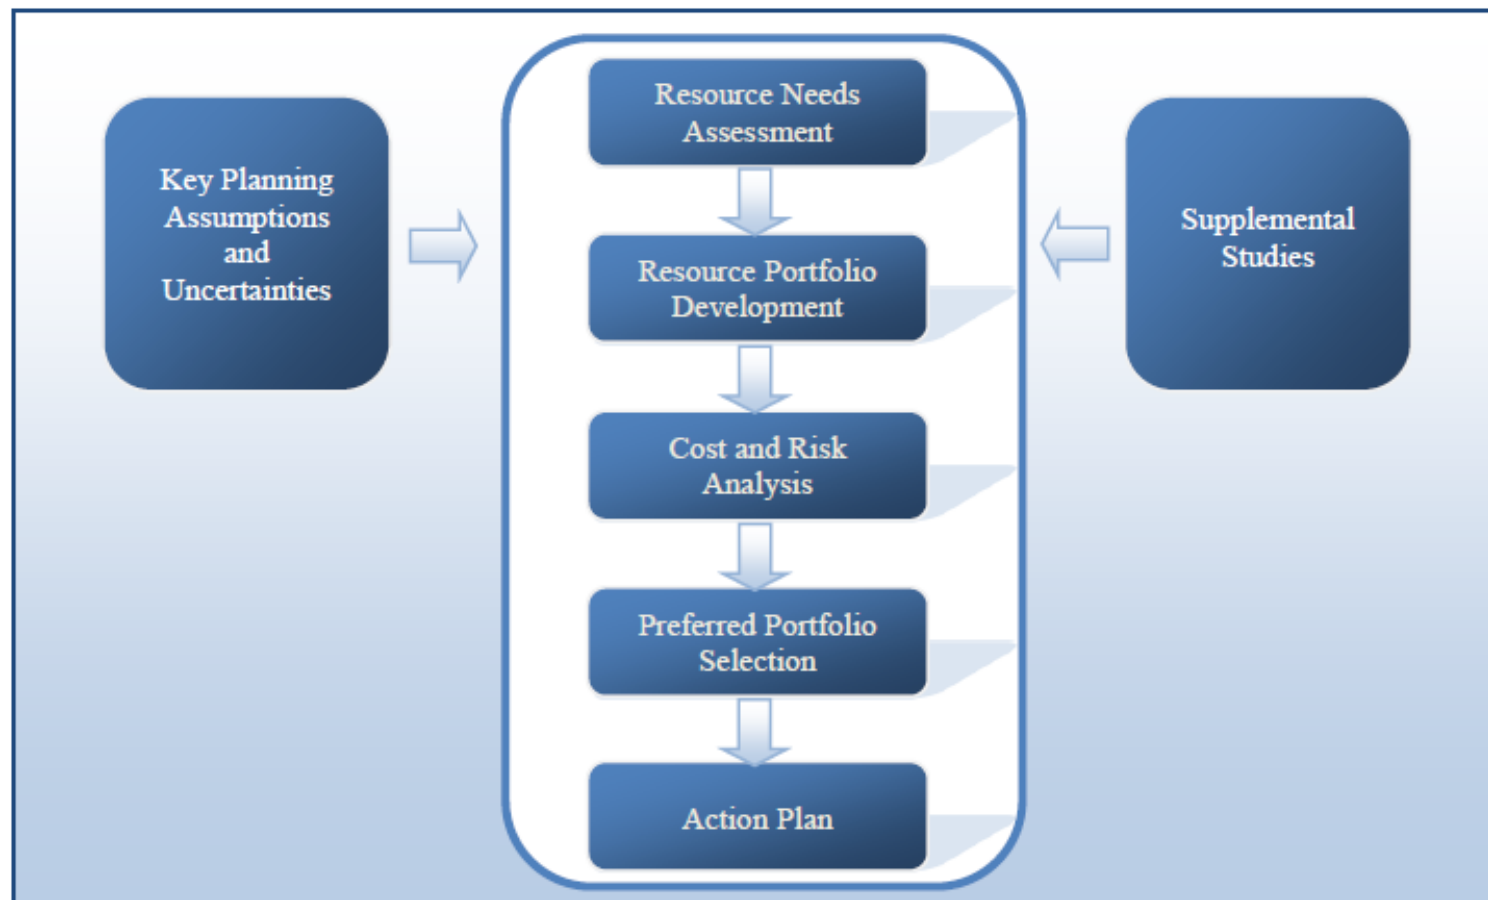 Key Planning
Assumptions
and
Uncertainties
Resource Needs
Assessment
Resource Portfolio
Development
Cost and Risk
Analysis
Preferred Portfolio
Selection
Action Plan
Supplemental
Studies